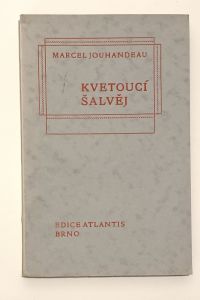 MARCEL JOUHANDEAU
KVETOUCÍ
ŠALVĚJ
EDICE ATLANTIS
BRNO